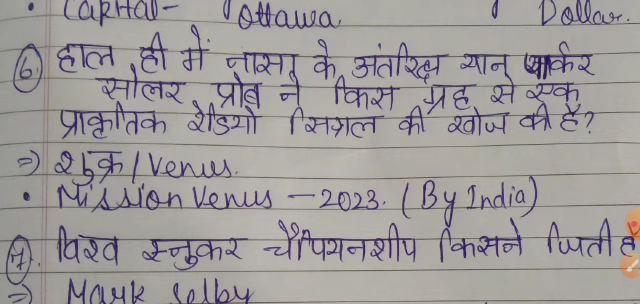 • Capital - Ottawa. Dollar.
⑥ हाल ही में नासा के अंतरिक्ष यान पार्कर
सोलर प्रोब ने किस ग्रह से एक
प्राकृतिक रेडियो सिग्नल की खोज की है?
⇒ शुक्र / Venus.
• Mission Venus - 2023. (By India)
⑦. विश्व स्नुकर चैंपियनशीप किसने जिती है
⇒ Mark Selby